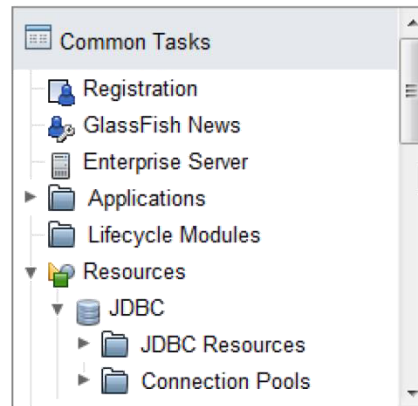 Common Tasks
Registration
GlassFish News
Enterprise Server
Applications
Lifecycle Modules
Resources
JDBC
JDBC Resources
Connection Pools